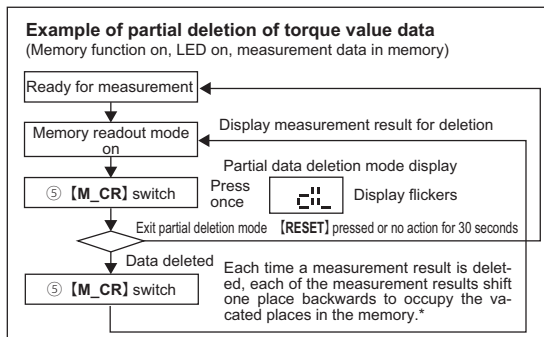 Example of partial deletion of torque value data
(Memory function on, LED on, measurement data in memory)
Ready for measurement
Memory readout mode
on
Display measurement result for deletion
Partial data deletion mode display
⑤【M_CR】switch
Press
once
dL
Display flickers
Exit partial deletion mode 【RESET】pressed or no action for 30 seconds
Data deleted
⑤【M_CR】switch
Each time a measurement result is delet-
ed, each of the measurement results shift
one place backwards to occupy the va-
cated places in the memory.*